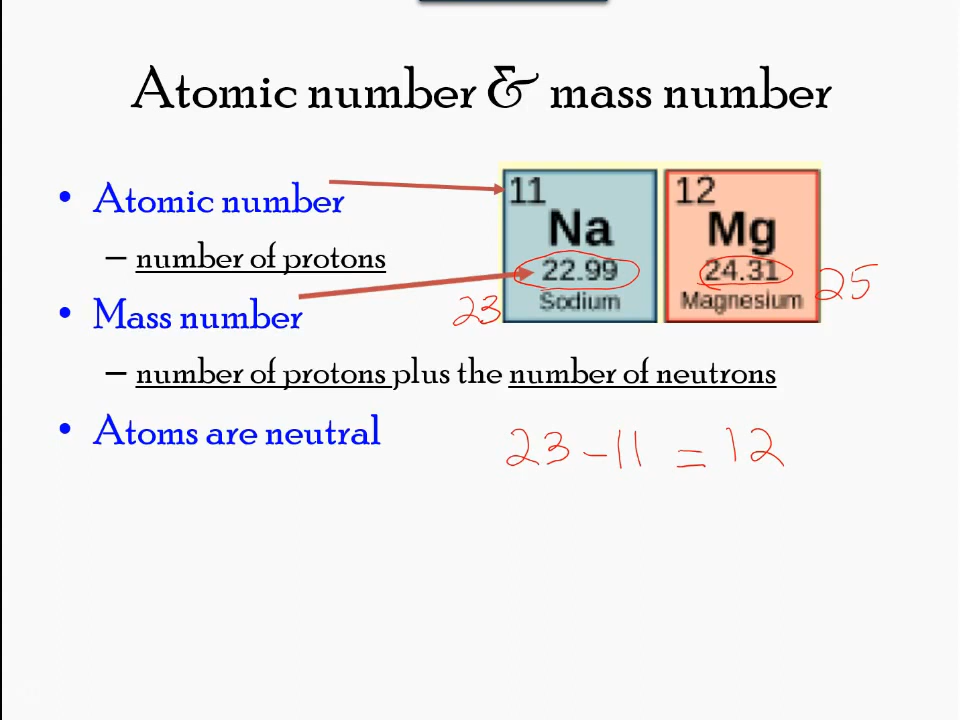 Atomic number & mass number
• Atomic number
– number of protons
• Mass number
– number of protons plus the number of neutrons
• Atoms are neutral
11
Na
22.99
Sodium
12
Mg
24.31
Magnesium
23
25
23 – 11 = 12